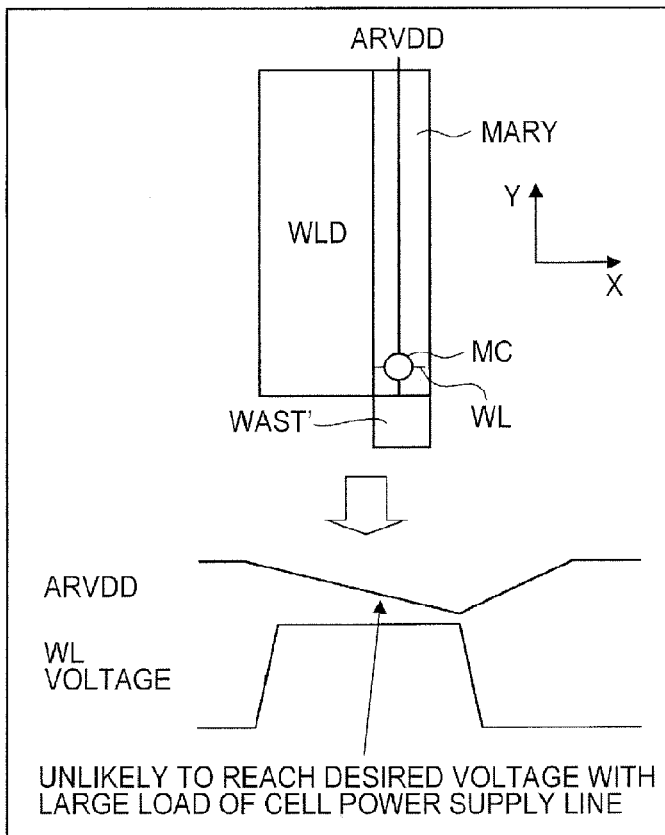 ARVDD
MARY
Y
WLD
X
MC
WL
WAST'
ARVDD
WL
VOLTAGE
UNLIKELY TO REACH DESIRED VOLTAGE WITH
LARGE LOAD OF CELL POWER SUPPLY LINE